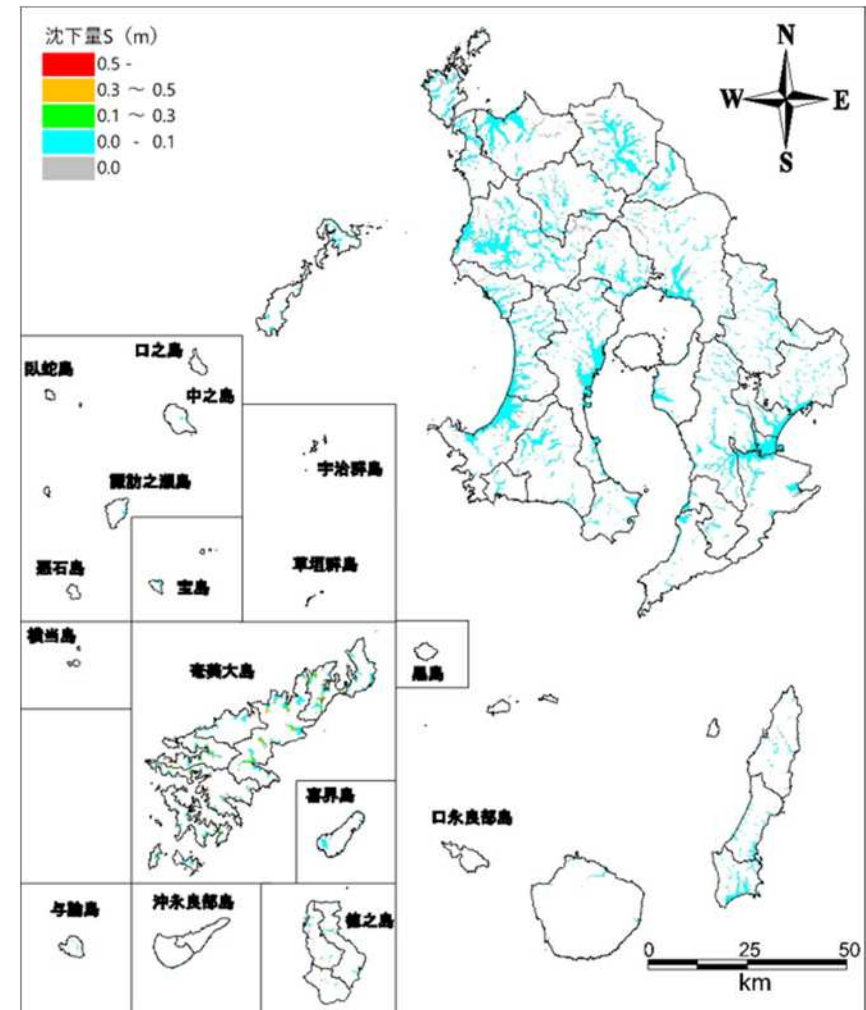 沈下量S（m）
0.5 -
0.3 ～ 0.5
0.1 ～ 0.3
0.0 - 0.1
0.0
N
W
E
S
口之島
臥蛇島
中之島
宇治群島
諏訪之瀬島
悪石島
宝島
草垣群島
横当島
奄美大島
黒島
喜界島
口永良部島
与論島
沖永良部島
徳之島
0 25 50
km